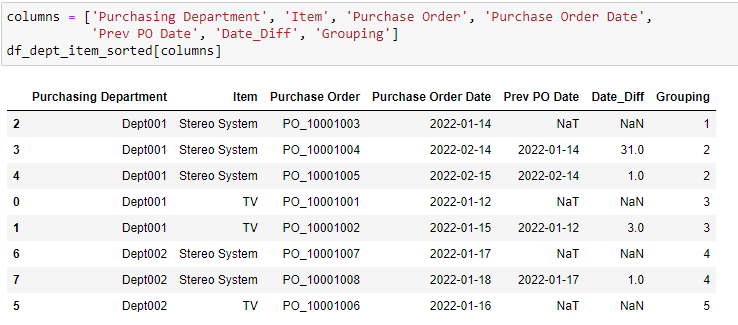 columns = ['Purchasing Department', 'Item', 'Purchase Order', 'Purchase Order Date',
'Prev PO Date', 'Date_Diff', 'Grouping']
df_dept_item_sorted[columns]
Purchasing Department Item Purchase Order Purchase Order Date Prev PO Date Date_Diff Grouping
2 Dept001 Stereo System PO_10001003 2022-01-14 NaT NaN 1
3 Dept001 Stereo System PO_10001004 2022-02-14 2022-01-14 31.0 2
4 Dept001 Stereo System PO_10001005 2022-02-15 2022-02-14 1.0 2
0 Dept001 TV PO_10001001 2022-01-12 NaT NaN 3
1 Dept001 TV PO_10001002 2022-01-15 2022-01-12 3.0 3
6 Dept002 Stereo System PO_10001007 2022-01-17 NaT NaN 4
7 Dept002 Stereo System PO_10001008 2022-01-18 2022-01-17 1.0 4
5 Dept002 TV PO_10001006 2022-01-16 NaT NaN 5